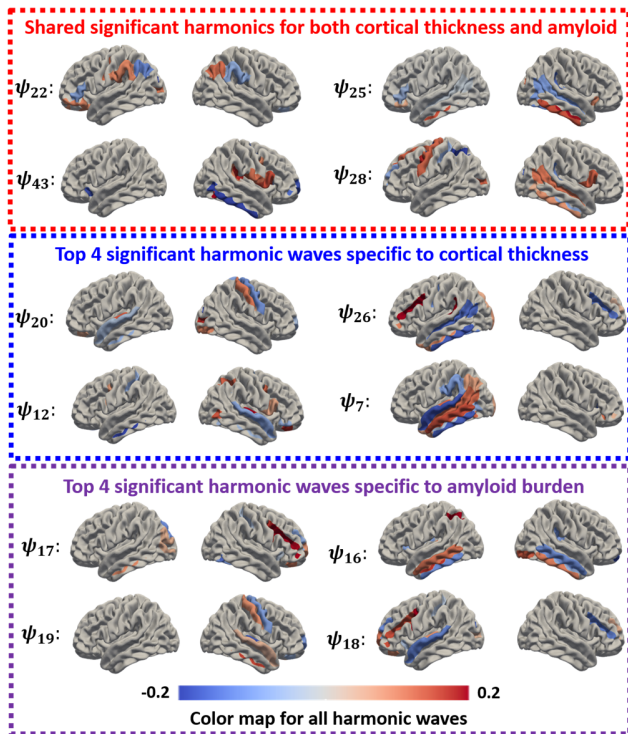 Shared significant harmonics for both cortical thickness and amyloid
ψ22: ψ25:
ψ43: ψ28:
Top 4 significant harmonic waves specific to cortical thickness
ψ20: ψ26:
ψ12: ψ7:
Top 4 significant harmonic waves specific to amyloid burden
ψ17: ψ16:
ψ19: ψ18:
-0.2 0.2
Color map for all harmonic waves